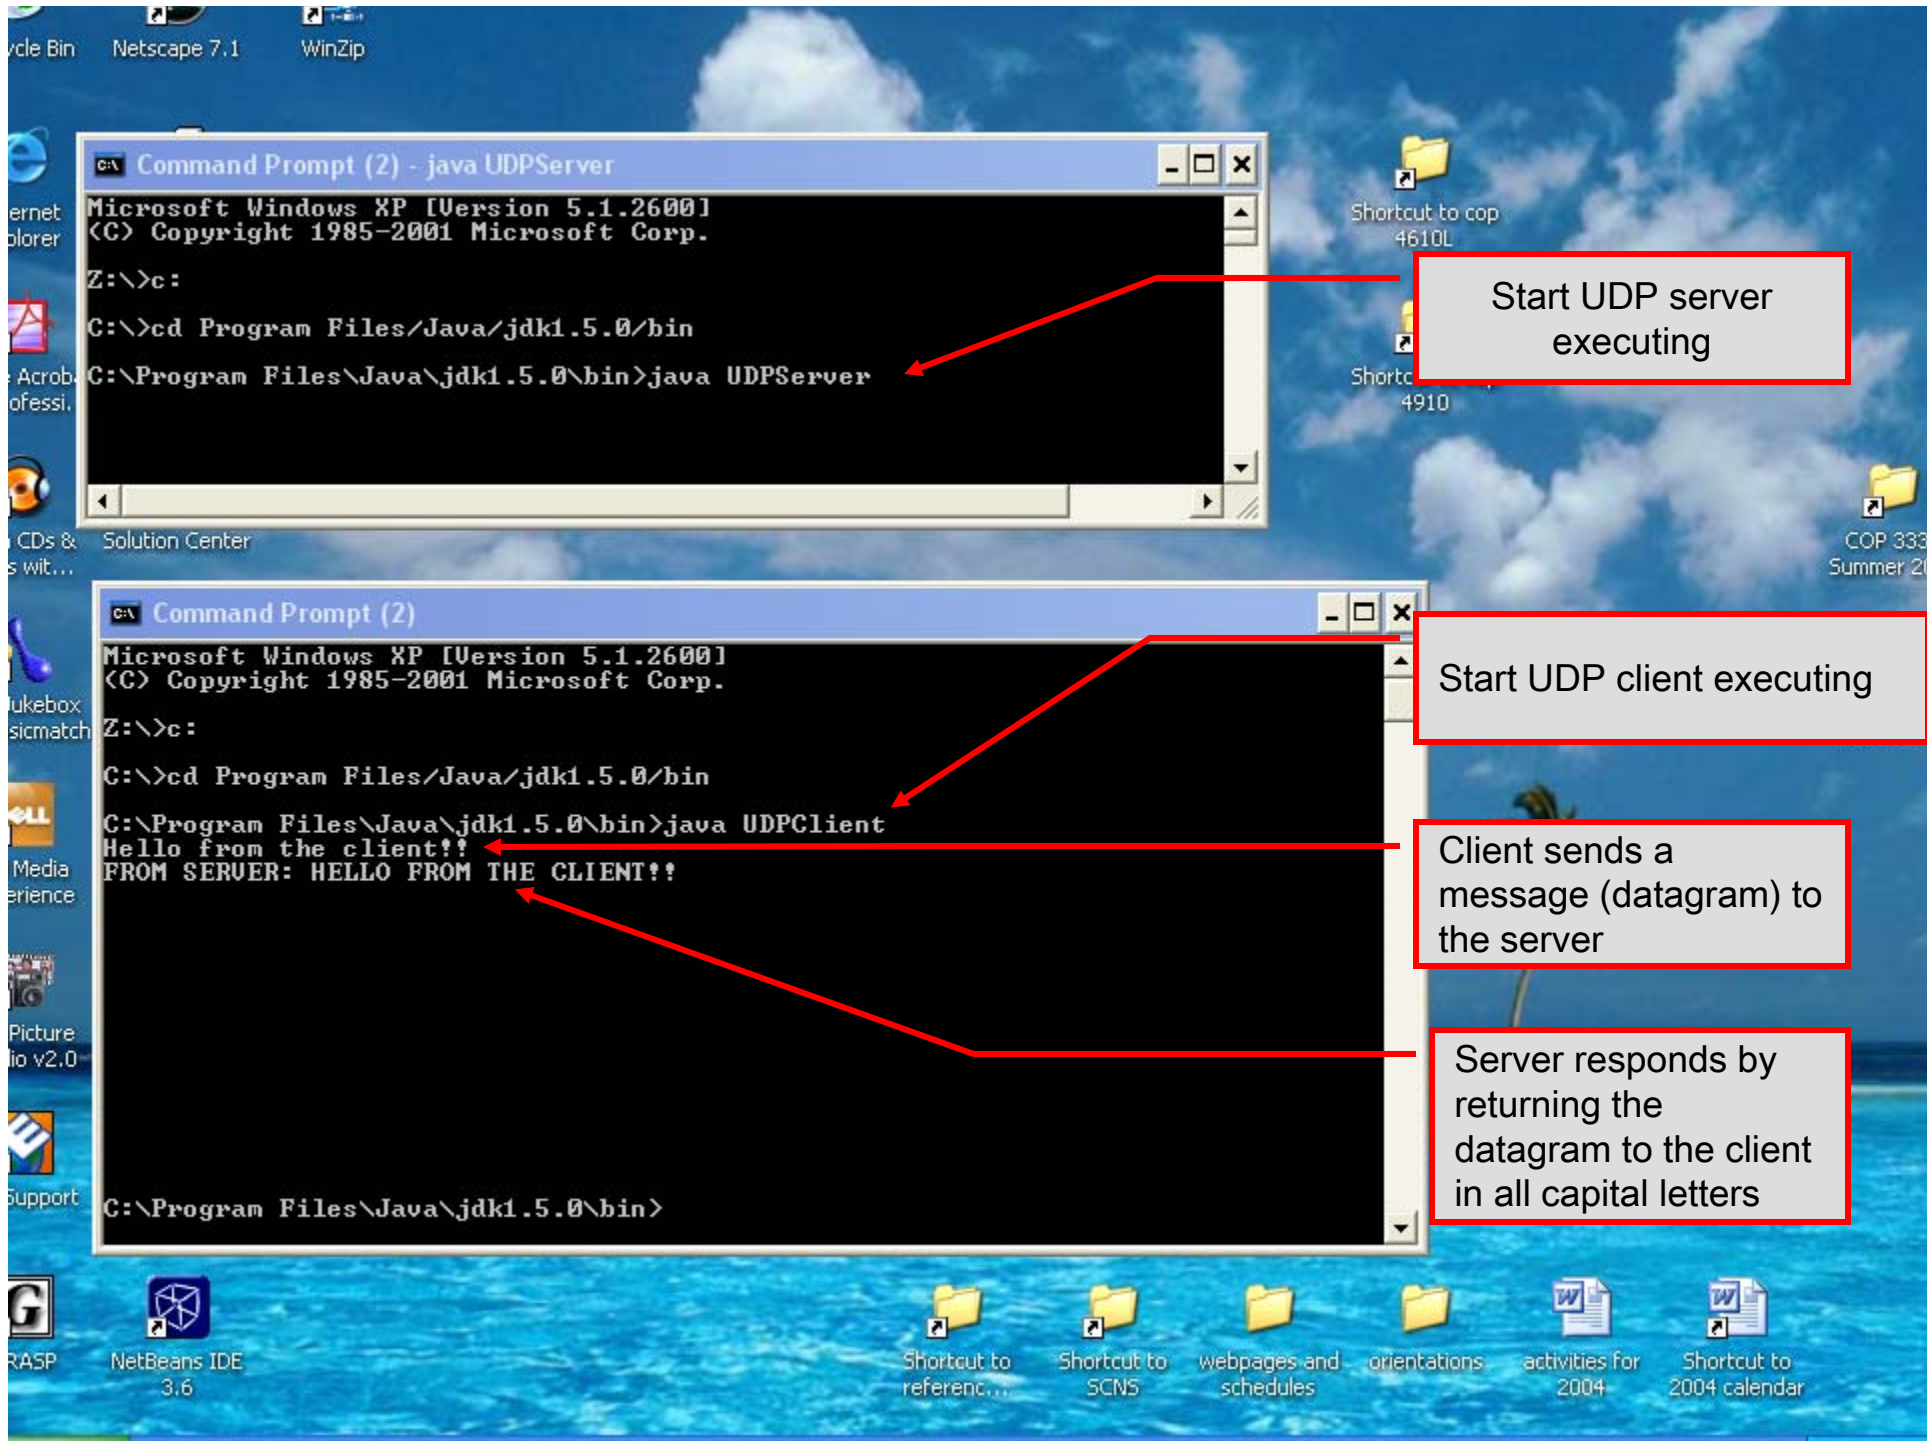 Netscape 7.1
WinZip
Command Prompt (2) - java UDPServer
Microsoft Windows XP [Version 5.1.2600]
(C) Copyright 1985-2001 Microsoft Corp.
Z:\>c:
C:\>cd Program Files/Java/jdk1.5.0/bin
C:\Program Files\Java\jdk1.5.0\bin>java UDPServer
Shortcut to cop
4610L
Start UDP server
executing
4910
CDs &
Solution Center
COP
Summer
Command Prompt (2)
Microsoft Windows XP [Version 5.1.2600]
(C) Copyright 1985-2001 Microsoft Corp.
Z:\>c:
C:\>cd Program Files/Java/jdk1.5.0/bin
C:\Program Files\Java\jdk1.5.0\bin>java UDPClient
Hello from the client!!
FROM SERVER: HELLO FROM THE CLIENT!!
C:\Program Files\Java\jdk1.5.0\bin>
Start UDP client executing
Client sends a
message (datagram) to
the server
Server responds by
returning the
datagram to the client
in all capital letters
Media
Picture
v2.0
Support
NetBeans IDE
3.6
Shortcut to
referenc...
Shortcut to
SCNS
webpages and
schedules
orientations
activities for
2004
Shortcut to
2004 calendar